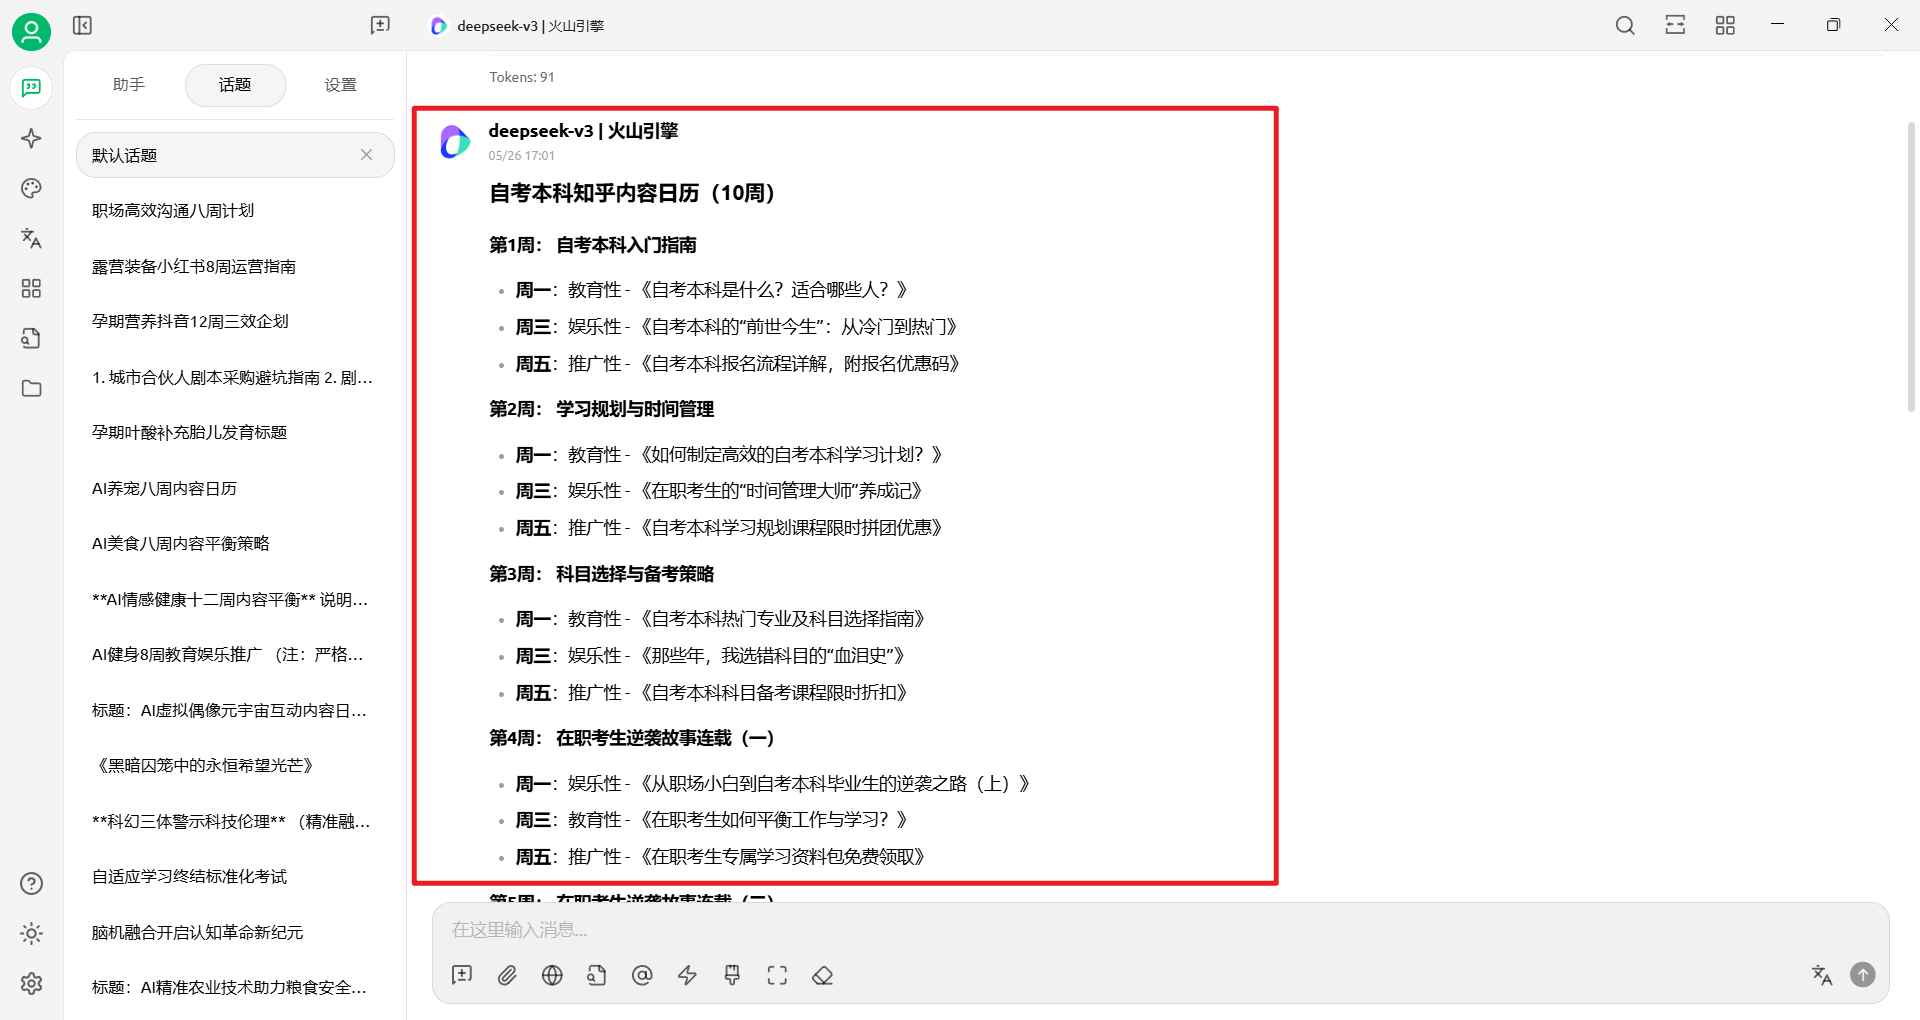 deepseek-v3 | 火山引擎
助手
话题
设置
默认话题
职场高效沟通八周计划
露营装备小红书8周运营指南
孕期营养抖音12周三效企划
1. 城市合伙人剧本采购避坑指南 2. 剧...
孕期叶酸补充胎儿发育标题
AI养宠八周内容日历
AI美食八周内容平衡策略
**AI情感健康十二周内容平衡** 说明...
AI健身8周教育娱乐推广 （注：严格...
标题：AI虚拟偶像元宇宙互动内容日...
《黑暗囚笼中的永恒希望光芒》
**科幻三体警示科技伦理** （精准融...
自适应学习终结标准化考试
脑机融合开启认知革命新纪元
标题：AI精准农业技术助力粮食安全...
Tokens: 91
deepseek-v3 | 火山引擎
05/26 17:01
自考本科知乎内容日历（10周）
第1周： 自考本科入门指南
周一：教育性 - 《自考本科是什么？适合哪些人？》
周三：娱乐性 - 《自考本科的“前世今生”：从冷门到热门》
周五：推广性 - 《自考本科报名流程详解，附报名优惠码》
第2周： 学习规划与时间管理
周一：教育性 - 《如何制定高效的自考本科学习计划？》
周三：娱乐性 - 《在职考生的“时间管理大师”养成记》
周五：推广性 - 《自考本科学习规划课程限时拼团优惠》
第3周： 科目选择与备考策略
周一：教育性 - 《自考本科热门专业及科目选择指南》
周三：娱乐性 - 《那些年，我选错科目的“血泪史”》
周五：推广性 - 《自考本科科目备考课程限时折扣》
第4周： 在职考生逆袭故事连载（一）
周一：娱乐性 - 《从职场小白到自考本科毕业生的逆袭之路（上）》
周三：教育性 - 《在职考生如何平衡工作与学习？》
周五：推广性 - 《在职考生专属学习资料包免费领取》
第5周： 在职考生逆袭故事连载（二）
在这里输入消息...